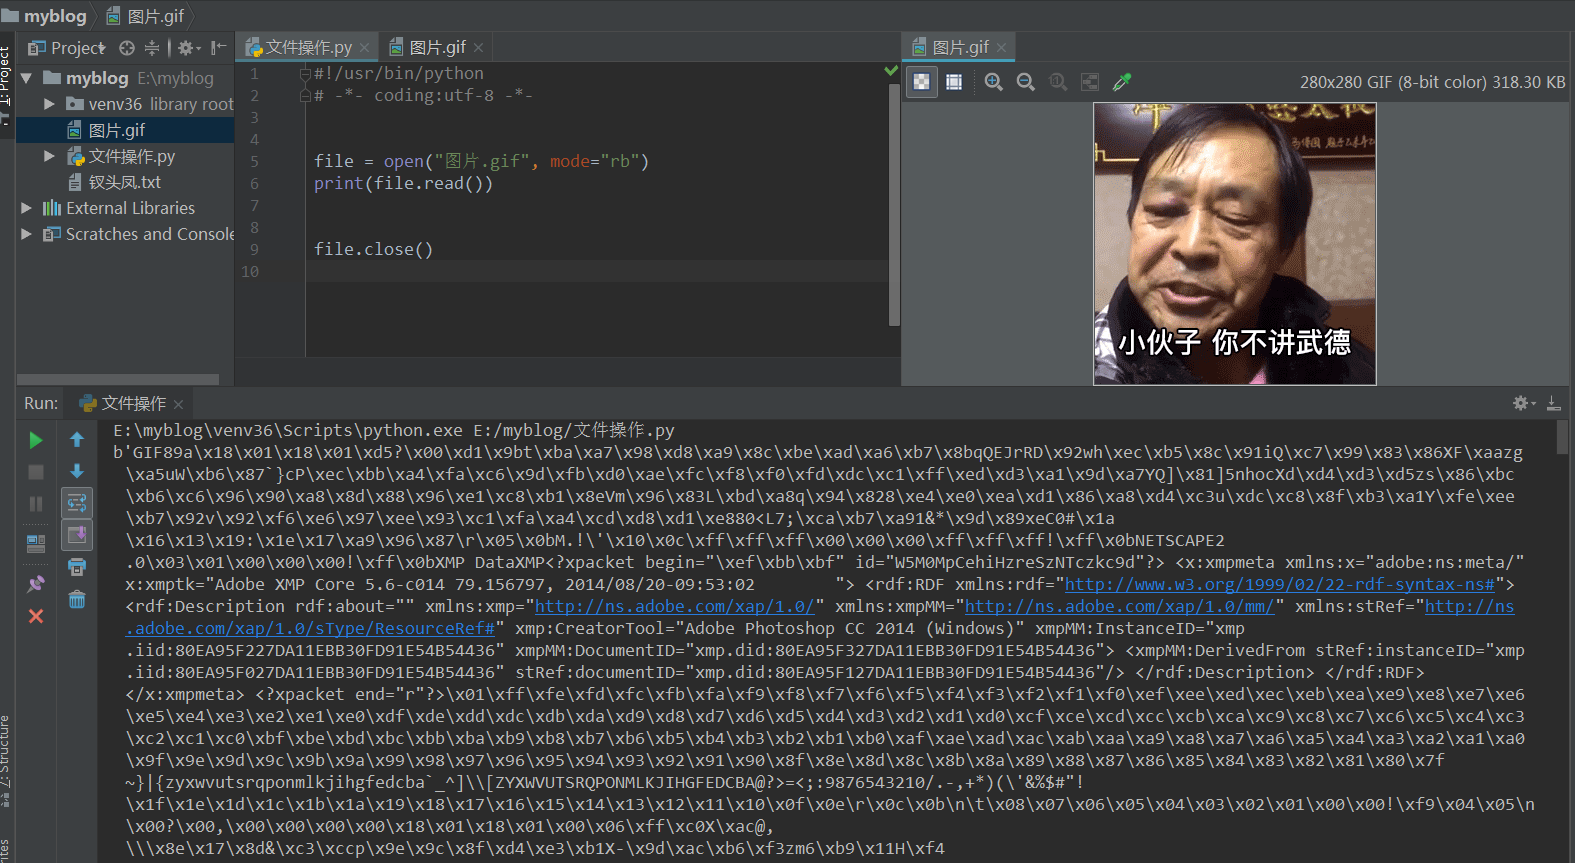 myblog 图片.gif
1: Project
Project
文件操作.py
图片.gif
图片.gif
myblog E:\myblog
venv36 library root
图片.gif
文件操作.py
钗头凤.txt
External Libraries
Scratches and Console
1 #!/usr/bin/python
2 # -*- coding:utf-8 -*-
3
4
5 file = open("图片.gif", mode="rb")
6 print(file.read())
7
8
9 file.close()
10
280x280 GIF (8-bit color) 318.30 KB
小伙子 你不讲武德
Run: 文件操作
E:\myblog\venv36\Scripts\python.exe E:/myblog/文件操作.py
b'GIF89a\x18\x01\x18\x01\xd5?\x00\xd1\x9bt\xba\xa7\x98\xd8\xa9\x8c\xbe\xad\xa6\xb7\x8bqQEJrRD\x92wh\xec\xb5\x8c\x91iQ\xc7\x99\x83\x86XF\xaazg
\xa5uW\xb6\x87`}cP\xec\xbb\xa4\xfa\xc6\x9d\xfb\xd0\xae\xfc\xf8\xf0\xfd\xdc\xc1\xff\xed\xd3\xa1\x9d\xa7YQ]\x81]5nhocXd\xd4\xd3\xd5zs\x86\xbc
\xb6\xc6\x96\x90\xa8\x8d\x88\x96\xe1\xc8\xb1\x8eVm\x96\x83L\xbd\xa8q\x94\x828\xe4\xe0\xea\xd1\x86\xa8\xd4\xc3u\xdc\xc8\x8f\xb3\xa1Y\xfe\xee
\xb7\x92v\x92\xf6\xe6\x97\xee\x93\xc1\xfa\xa4\xcd\xd8\xd1\xe880<L7;\xca\xb7\xa91&*\x9d\x89xeC0#\x1a
\x16\x13\x19:\x1e\x17\xa9\x96\x87\r\x05\x0bM.!\'\x10\x0c\xff\xff\xff\x00\x00\x00\xff\xff\xff!\xff\x0bNETSCAPE2
.0\x03\x01\x00\x00\x00!\xff\x0bXMP DataXMP<?xpacket begin="\xef\xbb\xbf" id="W5M0MpCehiHzreSzNTczkc9d"?> <x:xmpmeta xmlns:x="adobe:ns:meta/"
x:xmptk="Adobe XMP Core 5.6-c014 79.156797, 2014/08/20-09:53:02        "> <rdf:RDF xmlns:rdf="http://www.w3.org/1999/02/22-rdf-syntax-ns#">
<rdf:Description rdf:about="" xmlns:xmp="http://ns.adobe.com/xap/1.0/" xmlns:xmpMM="http://ns.adobe.com/xap/1.0/mm/" xmlns:stRef="http://ns
.adobe.com/xap/1.0/sType/ResourceRef#" xmp:CreatorTool="Adobe Photoshop CC 2014 (Windows)" xmpMM:InstanceID="xmp
.iid:80EA95F227DA11EBB30FD91E54B54436" xmpMM:DocumentID="xmp.did:80EA95F327DA11EBB30FD91E54B54436"> <xmpMM:DerivedFrom stRef:instanceID="xmp
.iid:80EA95F027DA11EBB30FD91E54B54436" stRef:documentID="xmp.did:80EA95F127DA11EBB30FD91E54B54436"/> </rdf:Description> </rdf:RDF>
</x:xmpmeta> <?xpacket end="r"?>\x01\xff\xfe\xfd\xfc\xfb\xfa\xf9\xf8\xf7\xf6\xf5\xf4\xf3\xf2\xf1\xf0\xef\xee\xed\xec\xeb\xea\xe9\xe8\xe7\xe6
\xe5\xe4\xe3\xe2\xe1\xe0\xdf\xde\xdd\xdc\xdb\xda\xd9\xd8\xd7\xd6\xd5\xd4\xd3\xd2\xd1\xd0\xcf\xce\xcd\xcc\xcb\xca\xc9\xc8\xc7\xc6\xc5\xc4\xc3
\xc2\xc1\xc0\xbf\xbe\xbd\xbc\xbb\xba\xb9\xb8\xb7\xb6\xb5\xb4\xb3\xb2\xb1\xb0\xaf\xae\xad\xac\xab\xaa\xa9\xa8\xa7\xa6\xa5\xa4\xa3\xa2\xa1\xa0
\x9f\x9e\x9d\x9c\x9b\x9a\x99\x98\x97\x96\x95\x94\x93\x92\x91\x90\x8f\x8e\x8d\x8c\x8b\x8a\x89\x88\x87\x86\x85\x84\x83\x82\x81\x80\x7f
~}|{zyxwvutsrqponmlkjihgfedcba`_^]\\[ZYXWVUTSRQPONMLKJIHGFEDCBA@?>=<;:9876543210/.-,+*)(\'&%$#"!
\x1f\x1e\x1d\x1c\x1b\x1a\x19\x18\x17\x16\x15\x14\x13\x12\x11\x10\x0f\x0e\r\x0c\x0b\n\t\x08\x07\x06\x05\x04\x03\x02\x01\x00\x00!\xf9\x04\x05\n
\x00?\x00,\x00\x00\x00\x00\x18\x01\x18\x01\x00\x06\xff\xc0X\xac@,
\\\x8e\x17\x8d&\xc3\xccp\x9e\x9c\x8f\xd4\xe3\xb1X-\x9d\xac\xb6\xf3zm6\xb9\x11H\xf4
7: Structure